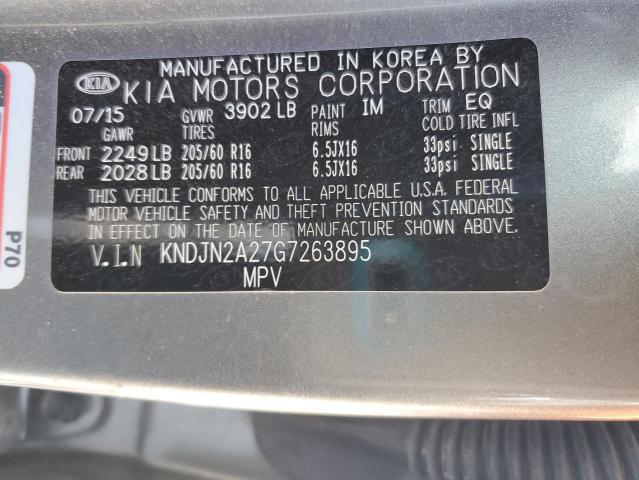 MANUFACTURED IN KOREA BY
KIA KIA MOTORS CORPORATION
07/15 GVWR 3902 LB PAINT IM TRIM EQ
GAWR TIRES RIMS COLD TIRE INFL
FRONT 2249 LB 205/60 R16 6.5JX16 33psi SINGLE
REAR 2028 LB 205/60 R16 6.5JX16 33psi SINGLE
THIS VEHICLE CONFORMS TO ALL APPLICABLE U.S.A. FEDERAL
MOTOR VEHICLE SAFETY AND THEFT PREVENTION STANDARDS
IN EFFECT ON THE DATE OF MANUFACTURE SHOWN ABOVE.
V.I.N KNDJN2A27G7263895
MPV
P70